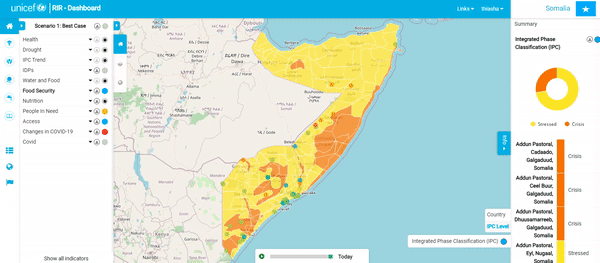 unicef RIR - Dashboard
Links
Somalia
Scenario 1: Best Case
Health
Drought
IPC Trend
IDPs
Water and Food
Food Security
Nutrition
People in Need
Access
Changes in COVID-19
Covid
Show all indicators
Djibouti
Hargeysa
Info
Country
IPC Level
Integrated Phase Classification (IPC)
Today
Summary
Integrated Phase
Classification (IPC)
Stressed
Crisis
Addun Pastoral,
Cadaado,
Galgaduud,
Somalia
Crisis
Addun Pastoral,
Ceel Buur,
Galgaduud,
Somalia
Crisis
Addun Pastoral,
Dhuusamarreeb,
Galgaduud,
Somalia
Crisis
Addun Pastoral,
Eyl, Nugaal,
Somalia
Stressed